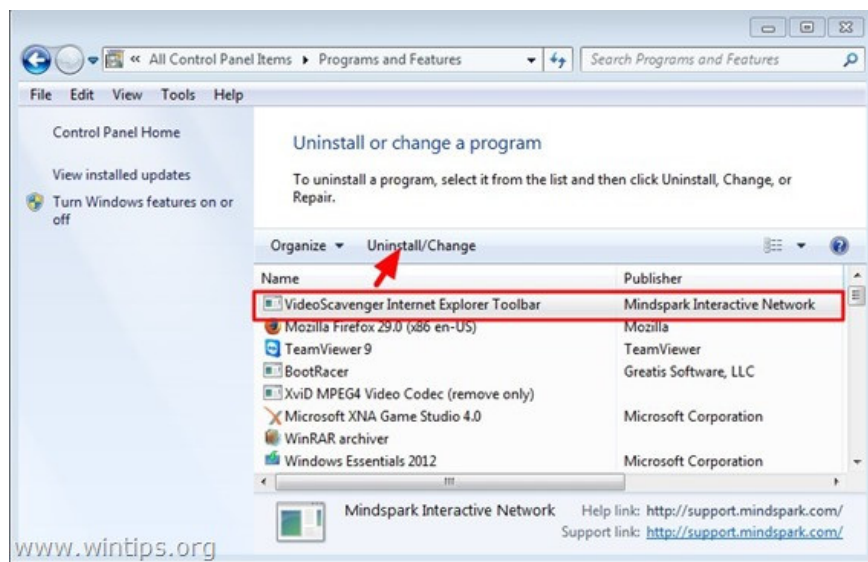 « All Control Panel Items ▸ Programs and Features
Search Programs and Features
File Edit View Tools Help
Control Panel Home
View installed updates
Turn Windows features on or
off
Uninstall or change a program
To uninstall a program, select it from the list and then click Uninstall, Change, or
Repair.
Organize Uninstall/Change
Name Publisher
VideoScavenger Internet Explorer Toolbar Mindspark Interactive Network
Mozilla Firefox 29.0 (x86 en-US) Mozilla
TeamViewer 9 TeamViewer
BootRacer Greatis Software, LLC
XviD MPEG4 Video Codec (remove only)
Microsoft XNA Game Studio 4.0 Microsoft Corporation
WinRAR archiver
Windows Essentials 2012 Microsoft Corporation
Mindspark Interactive Network Help link: http://support.mindspark.com/
Support link: http://support.mindspark.com/
www.wintips.org